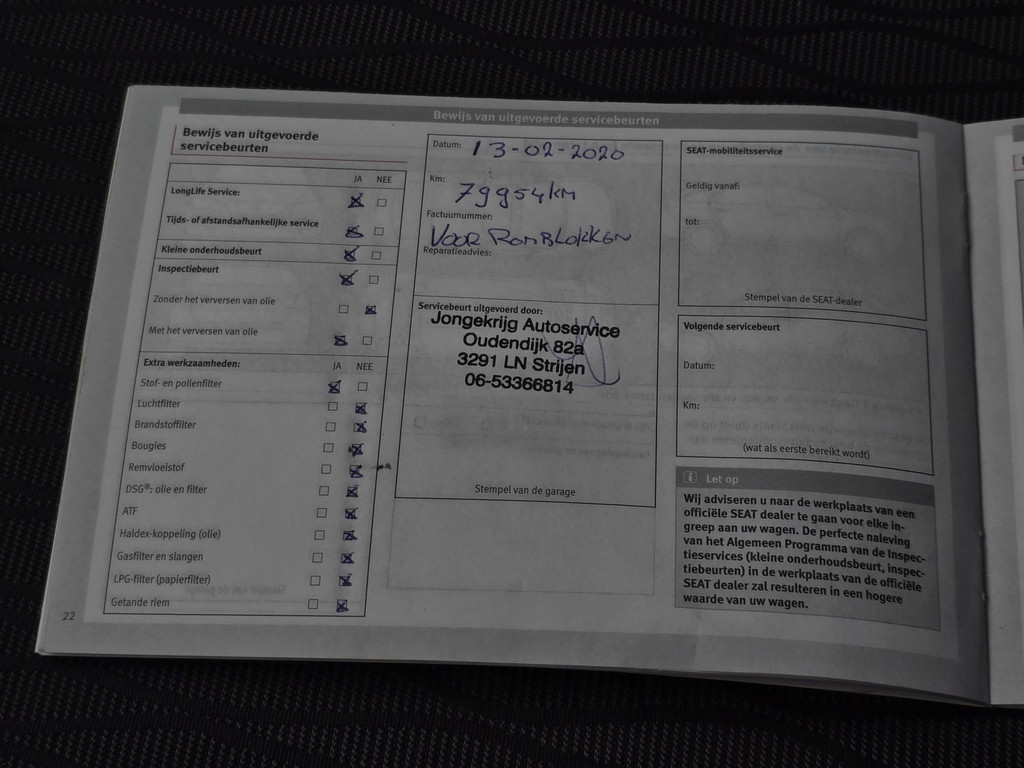 Bewijs van uitgevoerde servicebeurten
Bewijs van uitgevoerde
servicebeurten
JA NEE
LongLife Service:
Tijds- of afstandsafhankelijke service
Kleine onderhoudsbeurt
Inspectiebeurt
Zonder het verversen van olie
Met het verversen van olie
Extra werkzaamheden: JA NEE
Stof- en pollenfilter
Luchtfilter
Brandstoffilter
Bougies
Remvloeistof
DSG®: olie en filter
ATF
Haldex-koppeling (olie)
Gasfilter en slangen
LPG-filter (papierfilter)
Getande riem
22
Datum: 13-02-2020
Km:
79954km
Factuurnummer:
VOOR REMBLOKKEN
Reparatieadvies:
Servicebeurt uitgevoerd door:
Jongekrijg Autoservice
Oudendijk 82a
3291 LN Strijen
06-53366814
Stempel van de garage
SEAT-mobiliteitsservice
Geldig vanaf:
tot:
Stempel van de SEAT-dealer
Volgende servicebeurt
Datum:
Km:
(wat als eerste bereikt wordt)
i Let op
Wij adviseren u naar de werkplaats van een
officiële SEAT dealer te gaan voor elke in-
greep aan uw wagen. De perfecte naleving
van het Algemeen Programma van de Inspec-
tieservices (kleine onderhoudsbeurt, inspec-
tiebeurten) in de werkplaats van de officiële
SEAT dealer zal resulteren in een hogere
waarde van uw wagen.